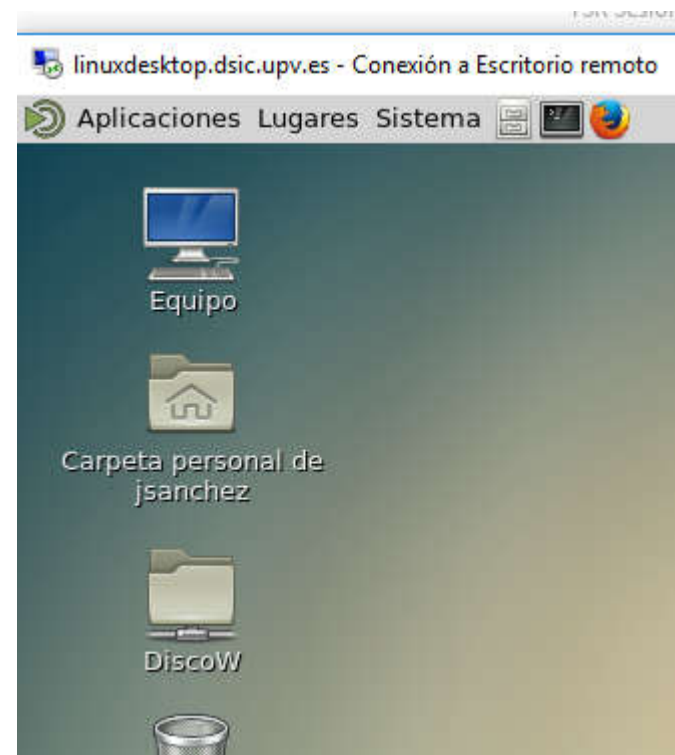 linuxdesktop.dsic.upv.es - Conexión a Escritorio remoto
Aplicaciones Lugares Sistema
Equipo
Carpeta personal de
jsanchez
DiscoW